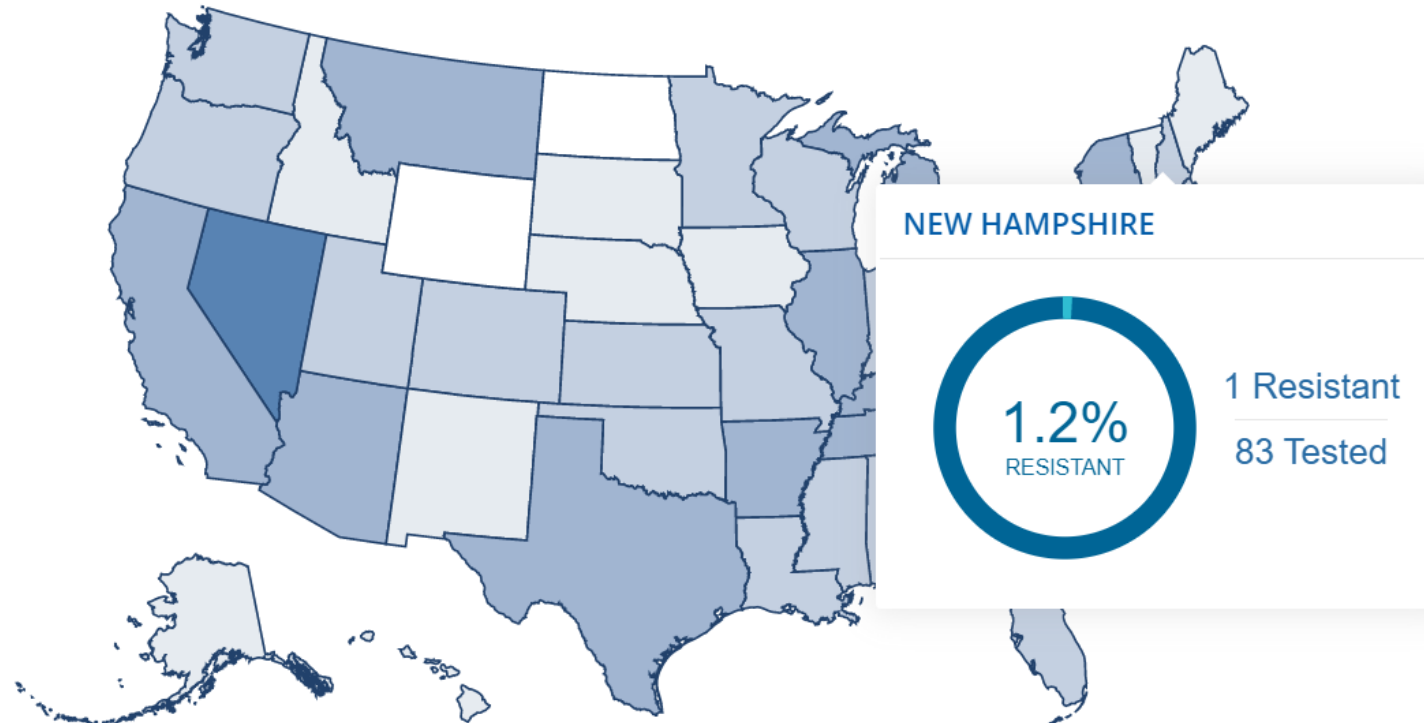 NEW HAMPSHIRE
1.2%
RESISTANT
1 Resistant
83 Tested